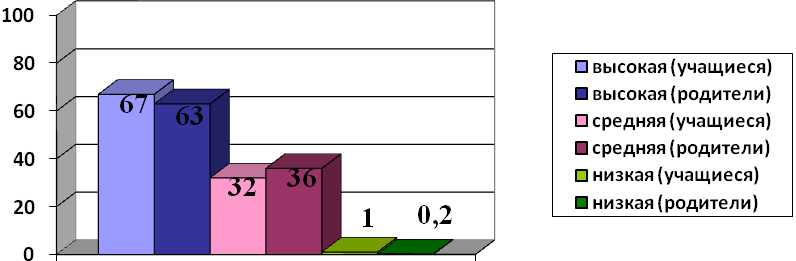 100
80
60
40
20
0
67
63
32
36
1
0,2
высокая (учащиеся)
высокая (родители)
средняя (учащиеся)
средняя (родители)
низкая (учащиеся)
низкая (родители)